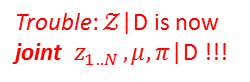 Trouble: 𝒵|D is now
joint z₁..N ,μ,π|D !!!